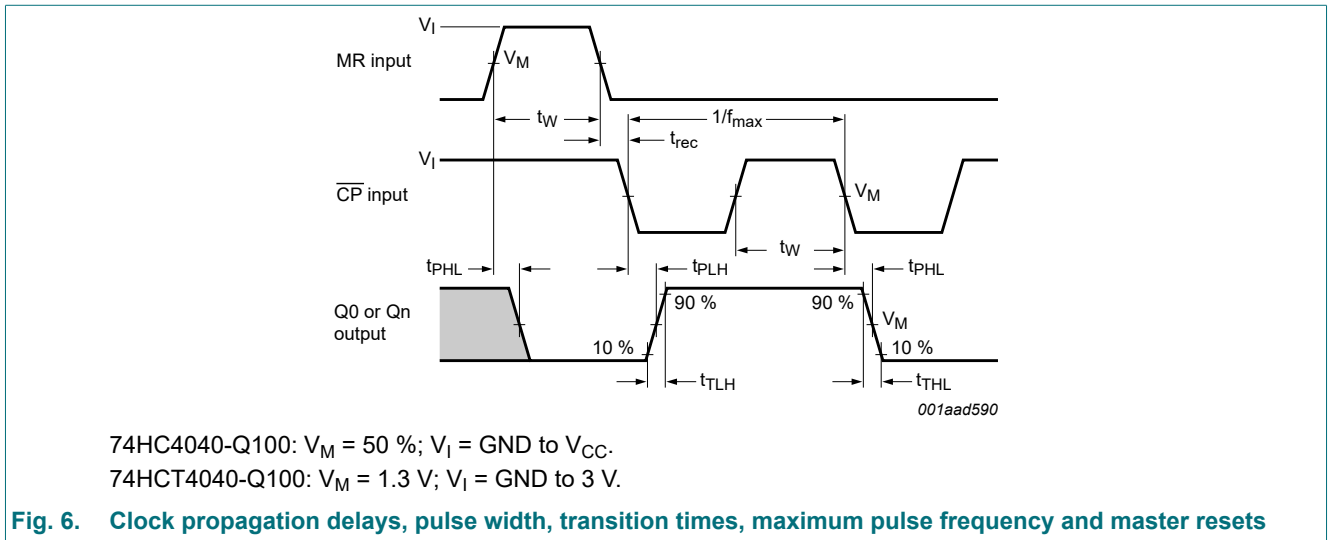 V_I
MR input
V_M
t_W
1/f_max
t_rec
V_I
C̅P̅ input
V_M
t_W
t_PHL
t_PLH
t_PHL
Q0 or Qn
output
90 %
90 %
V_M
10 %
10 %
t_TLH
t_THL
001aad590
74HC4040-Q100: V_M = 50 %; V_I = GND to V_CC.
74HCT4040-Q100: V_M = 1.3 V; V_I = GND to 3 V.
Fig. 6. Clock propagation delays, pulse width, transition times, maximum pulse frequency and master resets